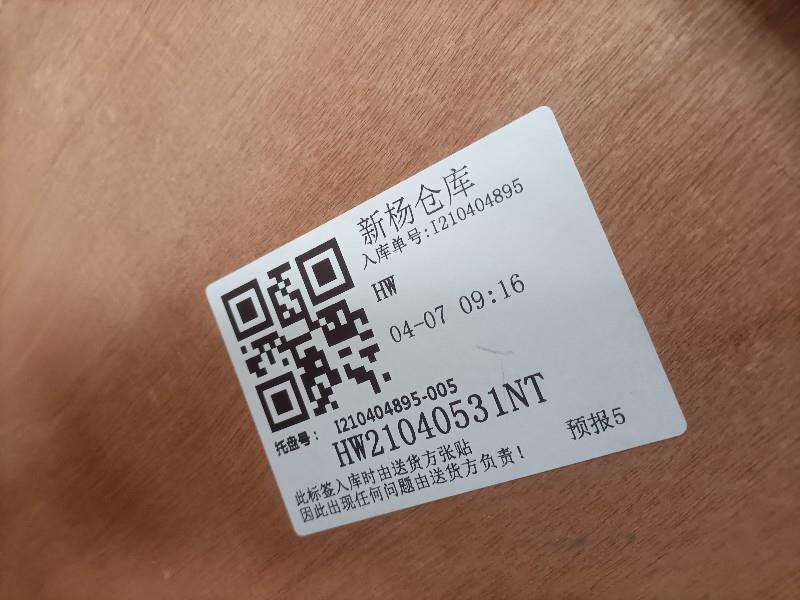 新杨仓库
入库单号:I210404895
HW
04-07 09:16
托盘号: I210404895-005
HW21040531NT
预报5
此标签入库时由送货方张贴
因此出现任何问题由送货方负责!